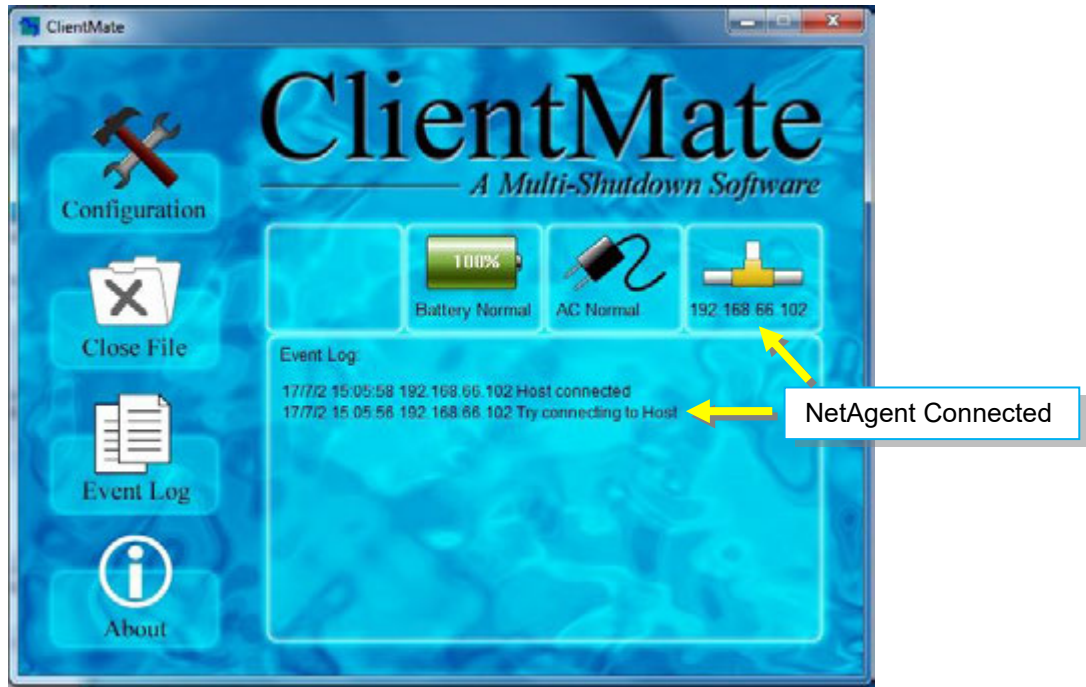 ClientMate
ClientMate
A Multi-Shutdown Software
Configuration
Close File
Event Log
About
100%
Battery Normal
AC Normal
192.168.66.102
Event Log:
17/7/2 15:05:58 192.168.66.102 Host connected
17/7/2 15:05:56 192.168.66.102 Try connecting to Host
NetAgent Connected